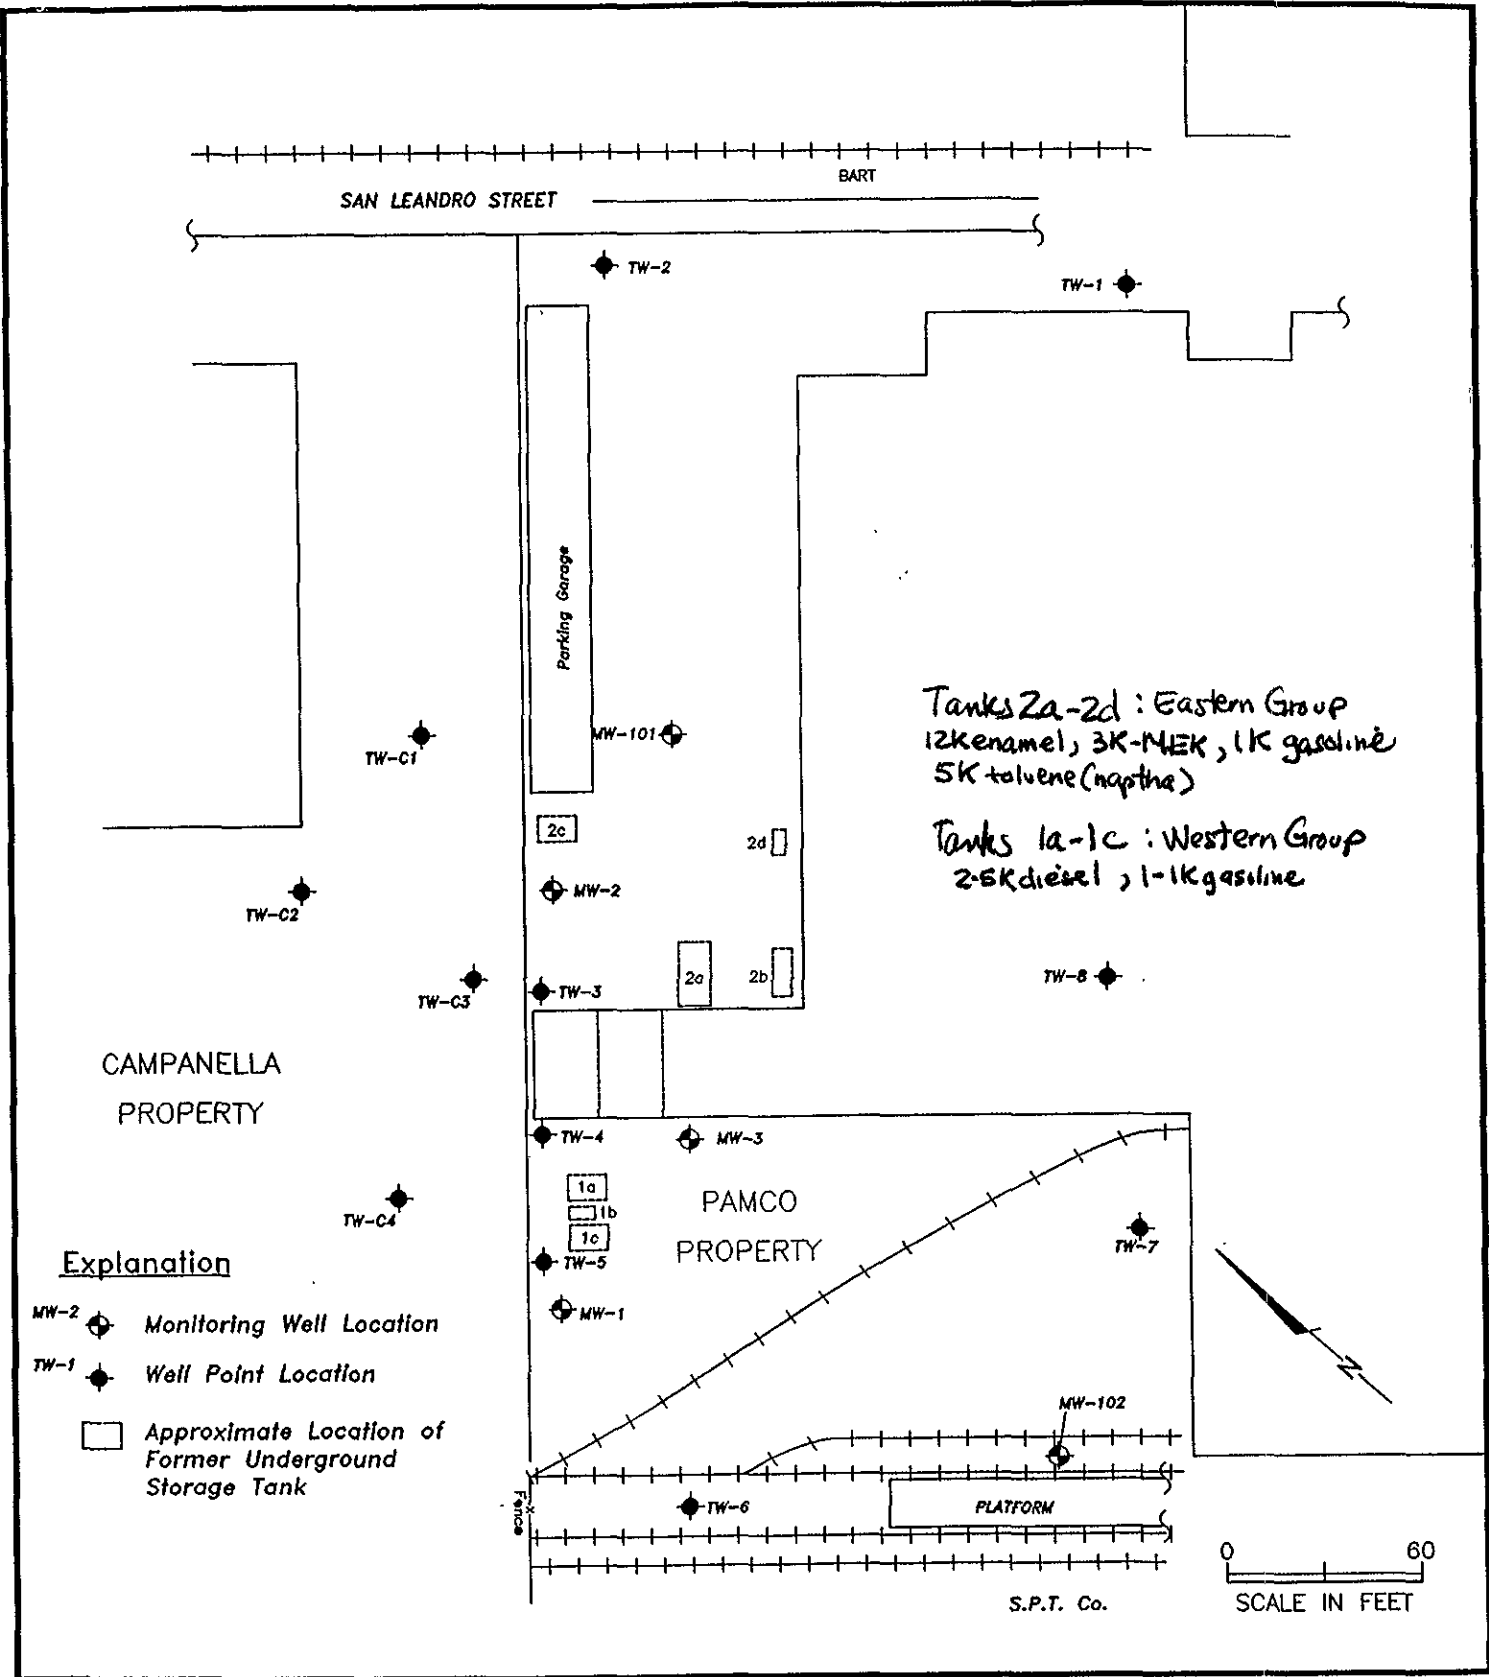 BART
SAN LEANDRO STREET
TW-2
TW-1
Parking Garage
MW-101
TW-C1
Tanks 2a-2d : Eastern Group
12K enamel, 3K-MEK, 1K gasoline
5K toluene (naptha)
2c
2d
Tanks 1a-1c : Western Group
2-5K diesel, 1-1K gasoline
MW-2
TW-C2
TW-C3
TW-3
2a
2b
TW-8
CAMPANELLA
PROPERTY
TW-4
MW-3
1a
1b
1c
PAMCO
PROPERTY
TW-C4
TW-7
TW-5
MW-1
Explanation
MW-2 Monitoring Well Location
TW-1 Well Point Location
Approximate Location of
Former Underground
Storage Tank
N
MW-102
Fence
TW-6
PLATFORM
S.P.T. Co.
0 60
SCALE IN FEET